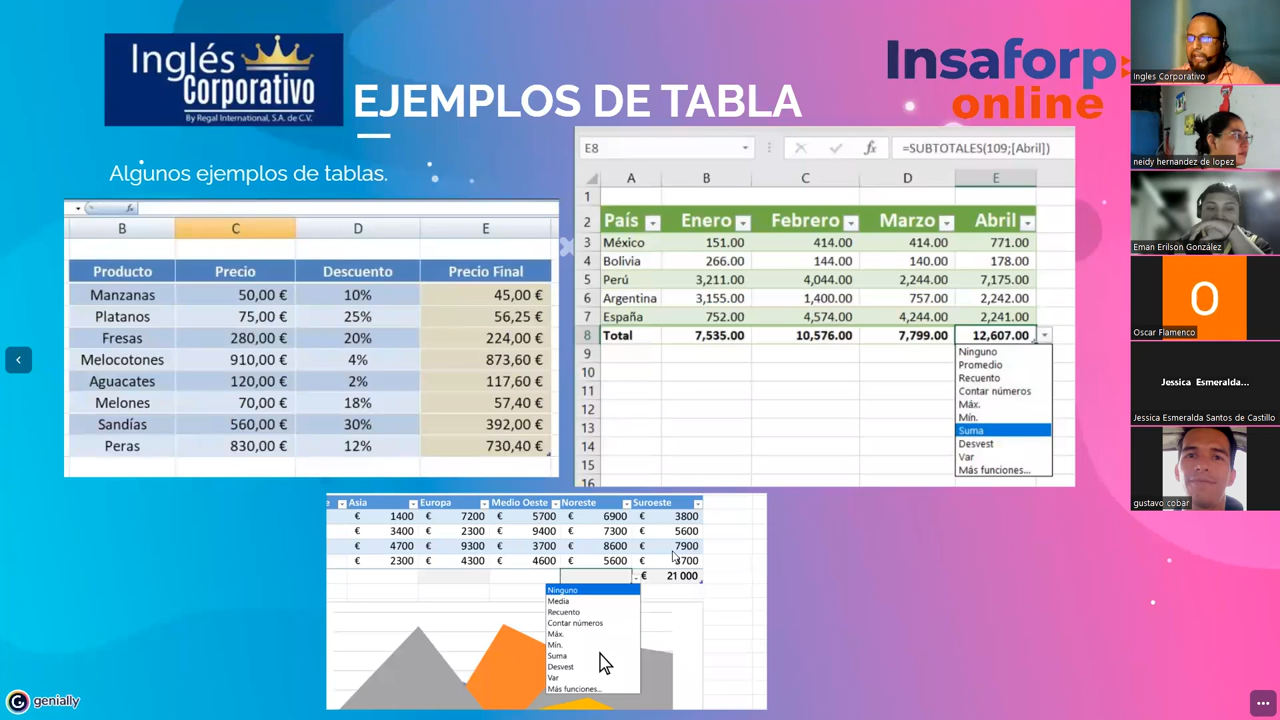 Inglés
Corporativo
By Regal International, S.A. de C.V.
EJEMPLOS DE TABLA
Insaforp
online
Algunos ejemplos de tablas.
fx
B C D E
Producto Precio Descuento Precio Final
Manzanas 50,00 € 10% 45,00 €
Platanos 75,00 € 25% 56,25 €
Fresas 280,00 € 20% 224,00 €
Melocotones 910,00 € 4% 873,60 €
Aguacates 120,00 € 2% 117,60 €
Melones 70,00 € 18% 57,40 €
Sandías 560,00 € 30% 392,00 €
Peras 830,00 € 12% 730,40 €
E8 fx =SUBTOTALES(109;[Abril])
A B C D E
1
2 País Enero Febrero Marzo Abril
3 México 151.00 414.00 414.00 771.00
4 Bolivia 266.00 144.00 140.00 178.00
5 Perú 3,211.00 4,044.00 2,244.00 7,175.00
6 Argentina 3,155.00 1,400.00 757.00 2,242.00
7 España 752.00 4,574.00 4,244.00 2,241.00
8 Total 7,535.00 10,576.00 7,799.00 12,607.00
9
10
11
12
13
14
15
16
Ninguno
Promedio
Recuento
Contar números
Máx.
Mín.
Suma
Desvest
Var
Más funciones...
Asia Europa Medio Oeste Noreste Suroeste
€ 1400 € 7200 € 5700 € 6900 € 3800
€ 3400 € 2300 € 9400 € 7300 € 5600
€ 4700 € 9300 € 3700 € 8600 € 7900
€ 2300 € 4300 € 4600 € 5600 € 3700
€ 21 000
Ninguno
Media
Recuento
Contar números
Máx.
Mín.
Suma
Desvest
Var
Más funciones...
genially
Ingles Corporativo
neidy hernandez de lopez
Eman Erilson González
O
Oscar Flamenco
Jessica Esmeralda...
Jessica Esmeralda Santos de Castillo
gustavo cobar